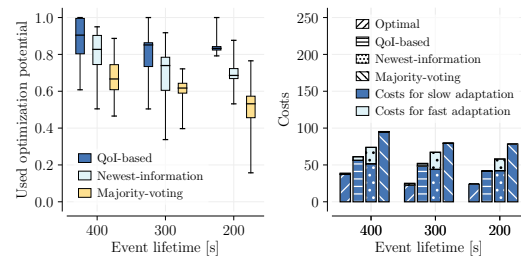 Used optimization potential
1.0
0.8
0.6
0.4
0.2
0.0
QoI-based
Newest-information
Majority-voting
400
300
200
Event lifetime [s]
Costs
250
200
150
100
50
0
Optimal
QoI-based
Newest-information
Majority-voting
Costs for slow adaptation
Costs for fast adaptation
400
300
200
Event lifetime [s]